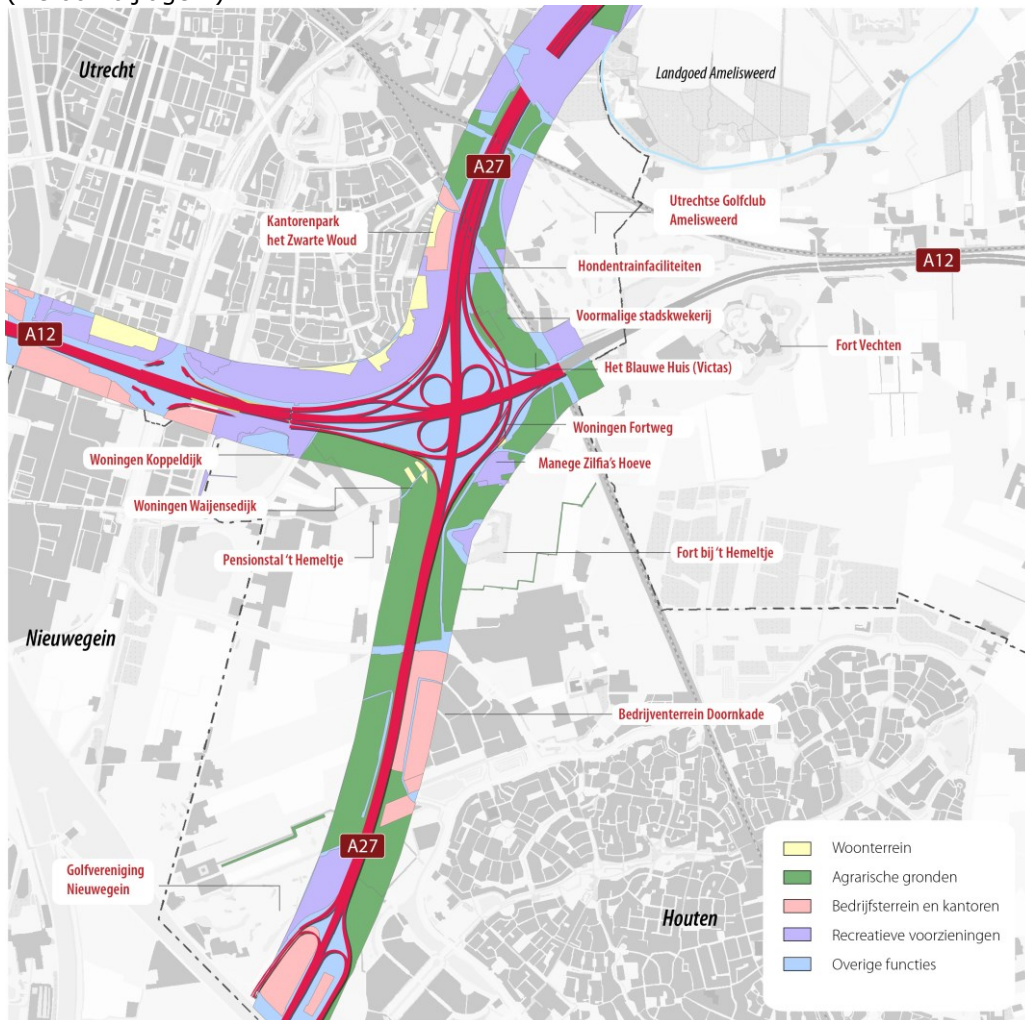 Utrecht
Landgoed Amelisweerd
A27
Kantorenpark
het Zwarte Woud
Utrechtse Golfclub
Amelisweerd
A12
Hondentrainfaciliteiten
Voormalige stadskwekerij
A12
Fort Vechten
Het Blauwe Huis (Victas)
Woningen Fortweg
Woningen Koppeldijk
Manege Zilfia's Hoeve
Woningen Waijensedijk
Pensionstal ‘t Hemeltje
Fort bij ‘t Hemeltje
Nieuwegein
Bedrijventerrein Doornkade
A27
Golfvereniging
Nieuwegein
Houten
Woonterrein
Agrarische gronden
Bedrijfsterrein en kantoren
Recreatieve voorzieningen
Overige functies